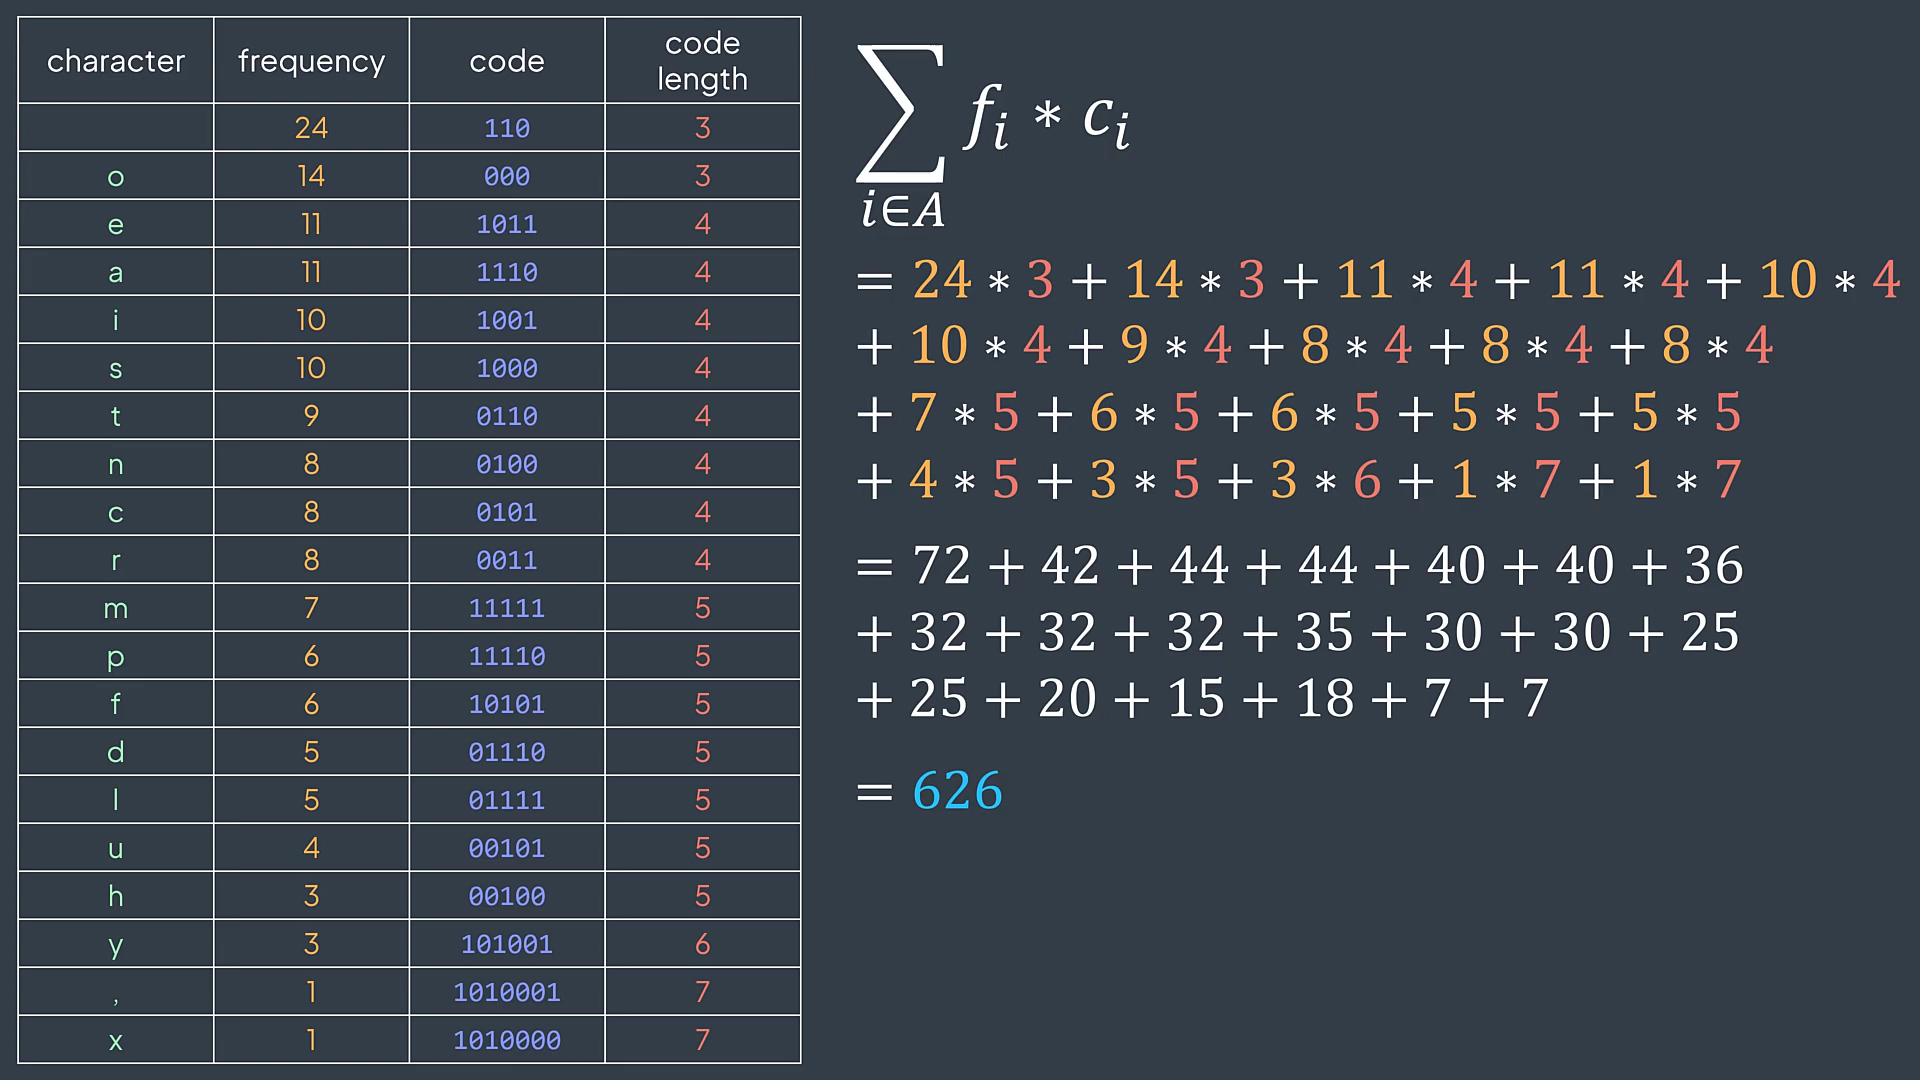 character frequency code code length
24 110 3
o 14 000 3
e 11 1011 4
a 11 1110 4
i 10 1001 4
s 10 1000 4
t 9 0110 4
n 8 0100 4
c 8 0101 4
r 8 0011 4
m 7 11111 5
p 6 11110 5
f 6 10101 5
d 5 01110 5
l 5 01111 5
u 4 00101 5
h 3 00100 5
y 3 101001 6
, 1 1010001 7
x 1 1010000 7
∑ f_i * c_i
i∈A
= 24 * 3 + 14 * 3 + 11 * 4 + 11 * 4 + 10 * 4
+ 10 * 4 + 9 * 4 + 8 * 4 + 8 * 4 + 8 * 4
+ 7 * 5 + 6 * 5 + 6 * 5 + 5 * 5 + 5 * 5
+ 4 * 5 + 3 * 5 + 3 * 6 + 1 * 7 + 1 * 7
= 72 + 42 + 44 + 44 + 40 + 40 + 36
+ 32 + 32 + 32 + 35 + 30 + 30 + 25
+ 25 + 20 + 15 + 18 + 7 + 7
= 626